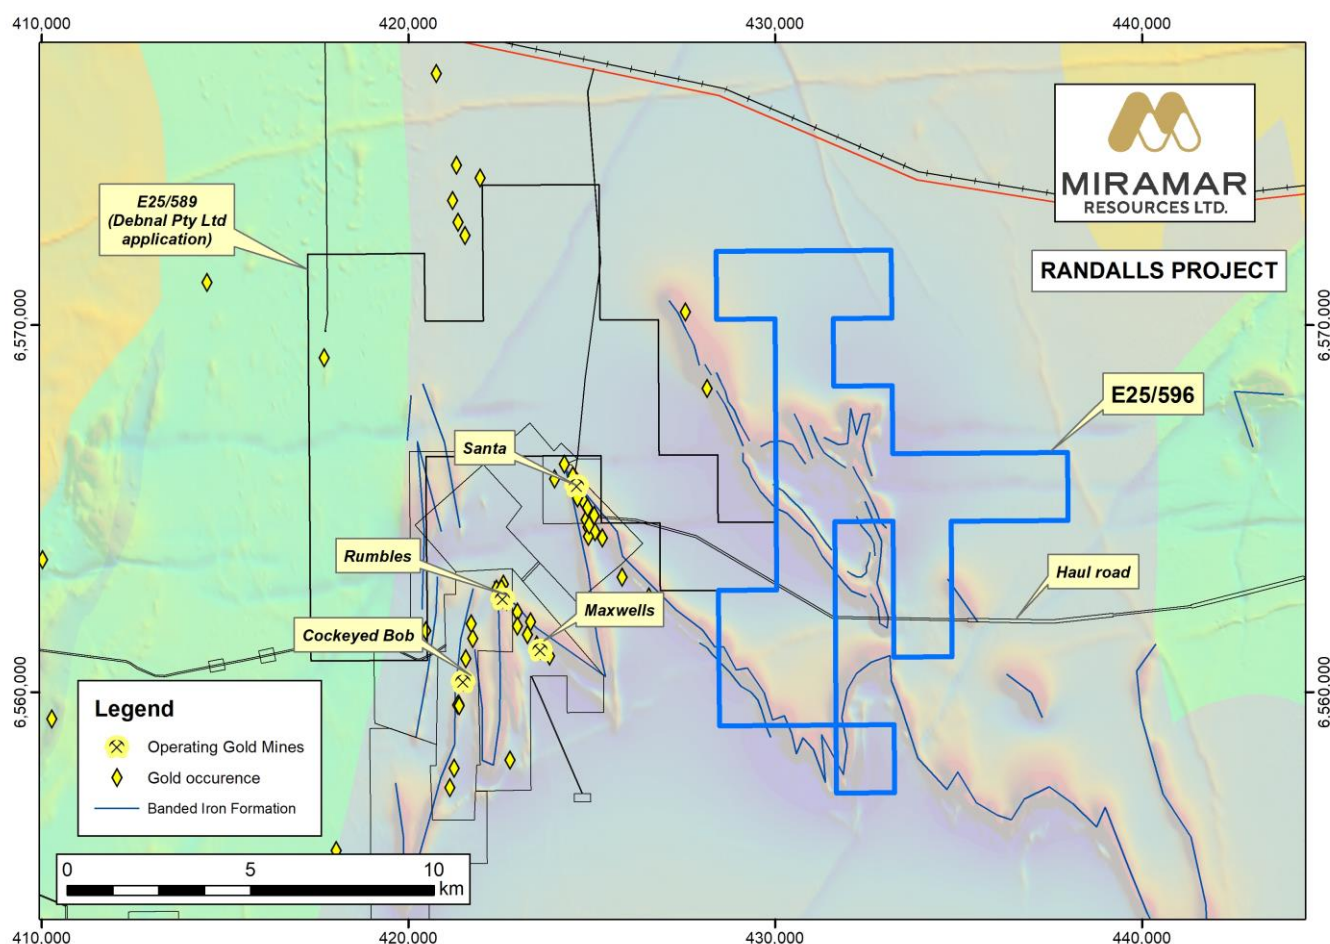 410,000
420,000
430,000
440,000
MIRAMAR
RESOURCES LTD.
E25/589
(Debnal Pty Ltd
application)
RANDALLS PROJECT
6,570,000
6,570,000
E25/596
Santa
Rumbles
Haul road
Maxwells
Cockeyed Bob
6,560,000
6,560,000
Legend
Operating Gold Mines
Gold occurence
Banded Iron Formation
0
5
10
km
410,000
420,000
430,000
440,000